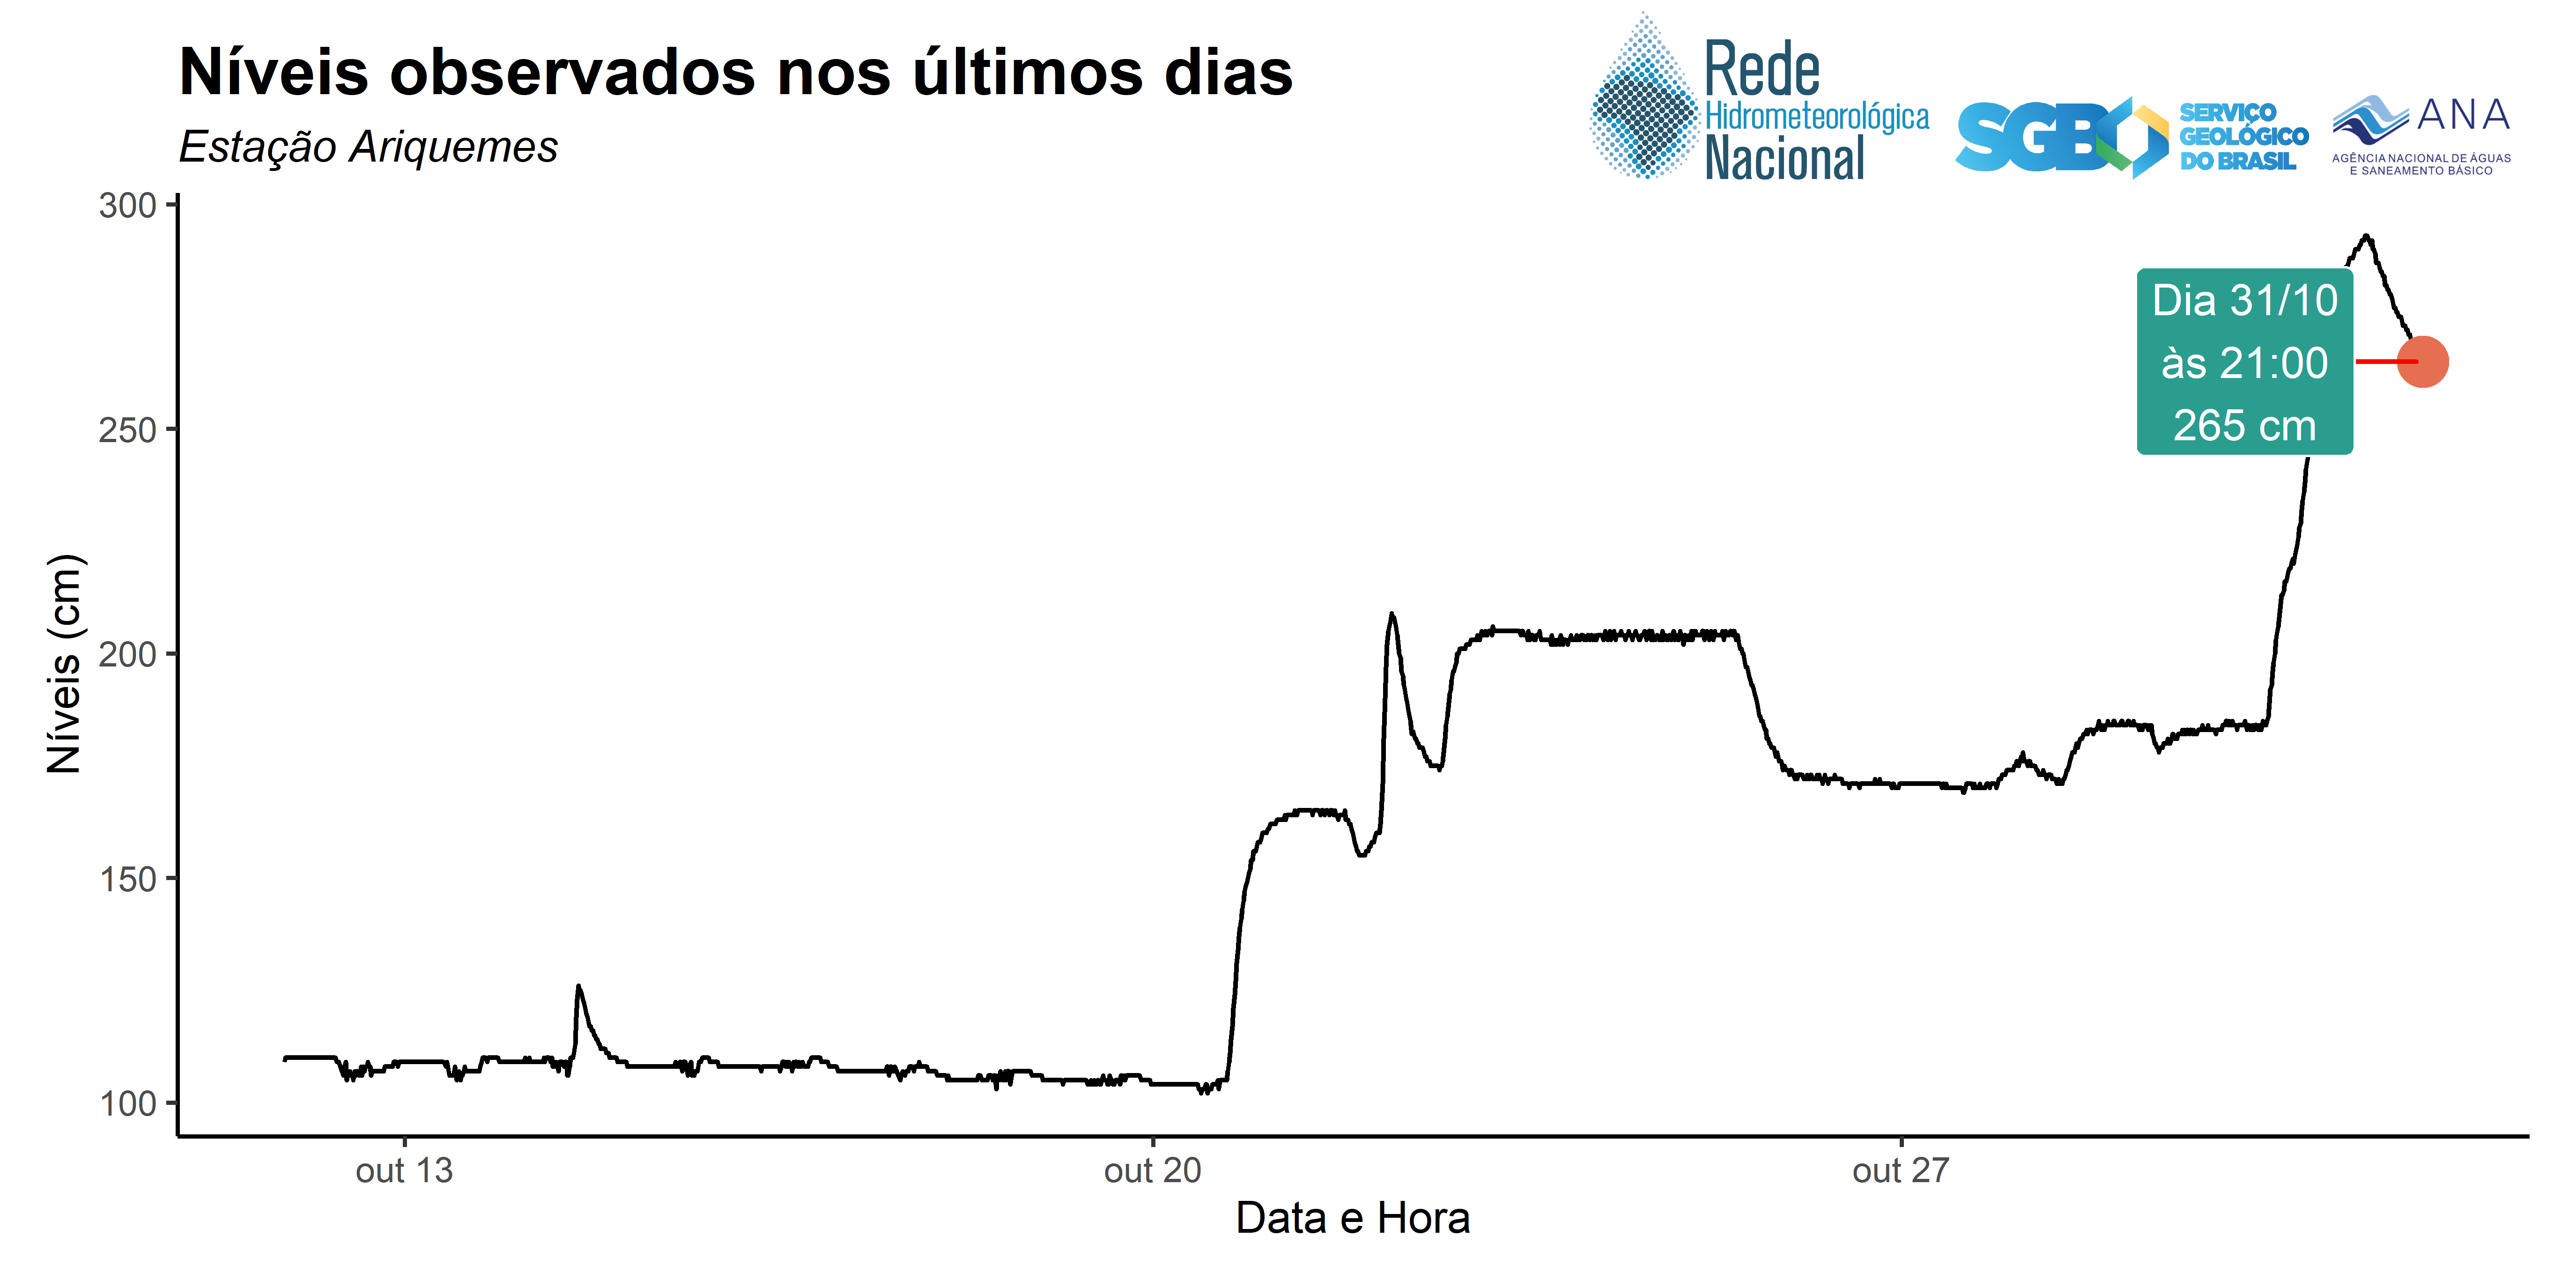 Níveis observados nos últimos dias
Estação Ariquemes
Rede
Hidrometeorológica
Nacional
SGB
SERVIÇO
GEOLÓGICO
DO BRASIL
ANA
AGÊNCIA NACIONAL DE ÁGUAS
E SANEAMENTO BÁSICO
300
250
200
150
100
Níveis (cm)
Dia 31/10
às 21:00
265 cm
out 13
out 20
out 27
Data e Hora